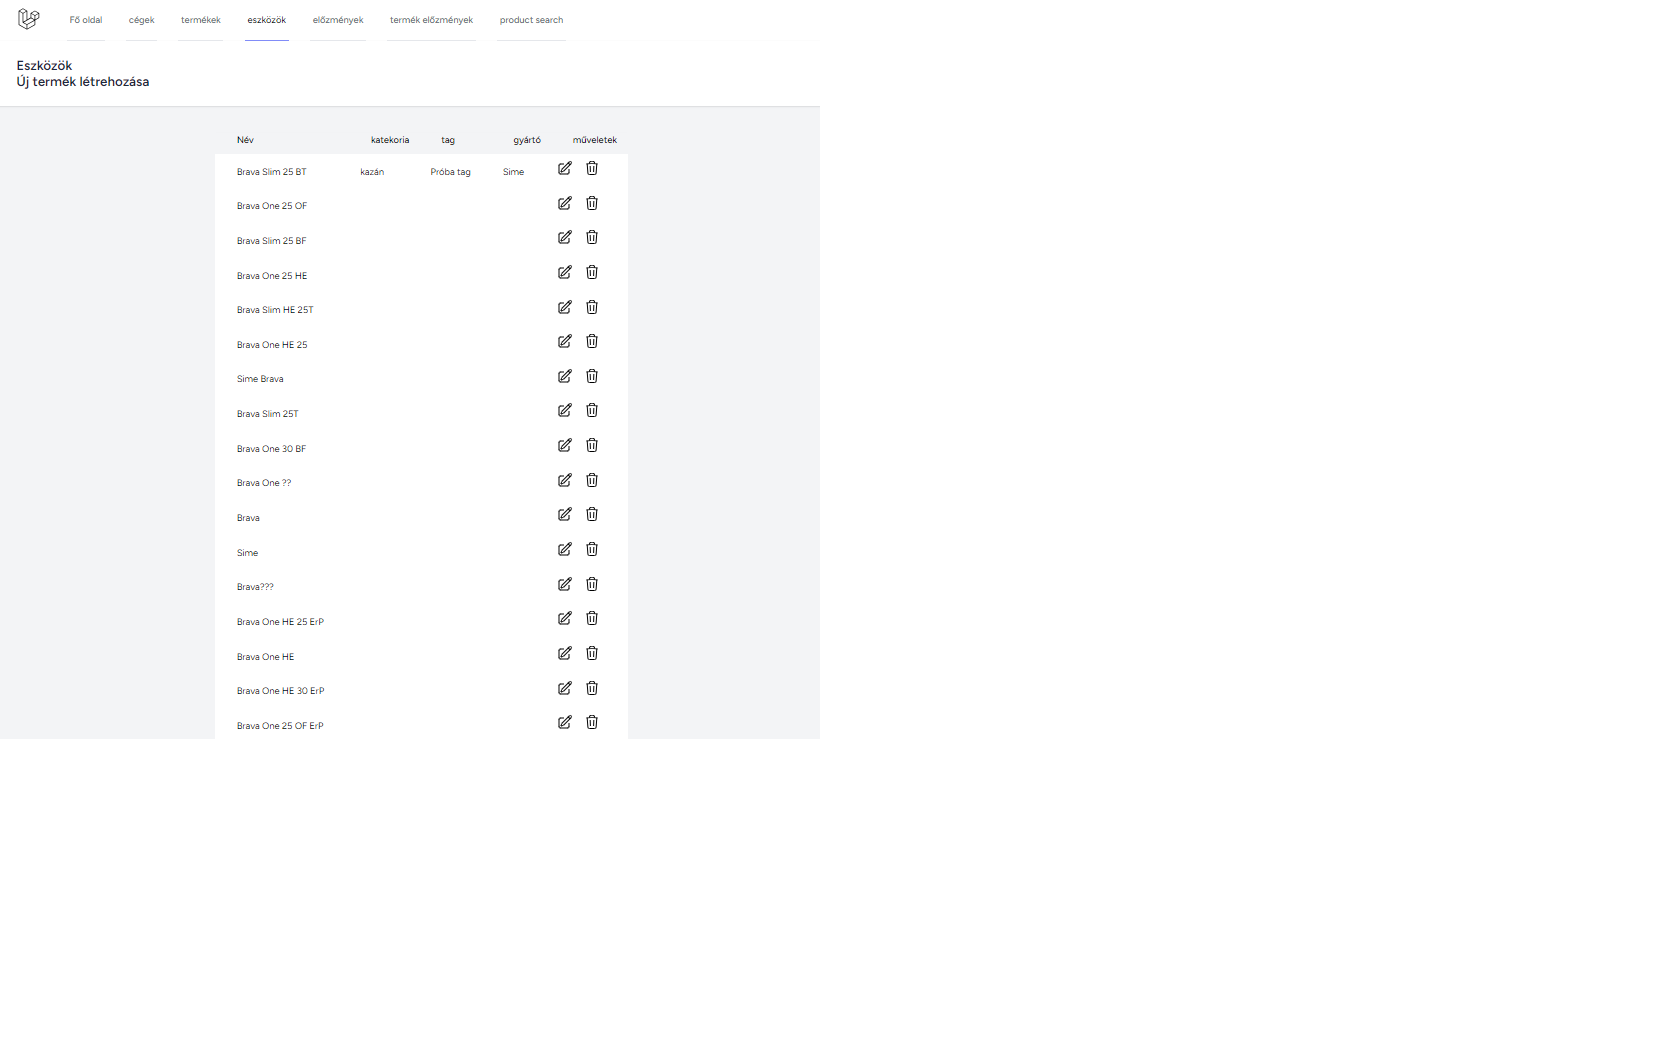 Fő oldal cégek termékek eszközök előzmények termék előzmények product search
Eszközök
Új termék létrehozása
Név katekoria tag gyártó műveletek
Brava Slim 25 BT kazán Próba tag Sime
Brava One 25 OF
Brava Slim 25 BF
Brava One 25 HE
Brava Slim HE 25T
Brava One HE 25
Sime Brava
Brava Slim 25T
Brava One 30 BF
Brava One ??
Brava
Sime
Brava???
Brava One HE 25 ErP
Brava One HE
Brava One HE 30 ErP
Brava One 25 OF ErP